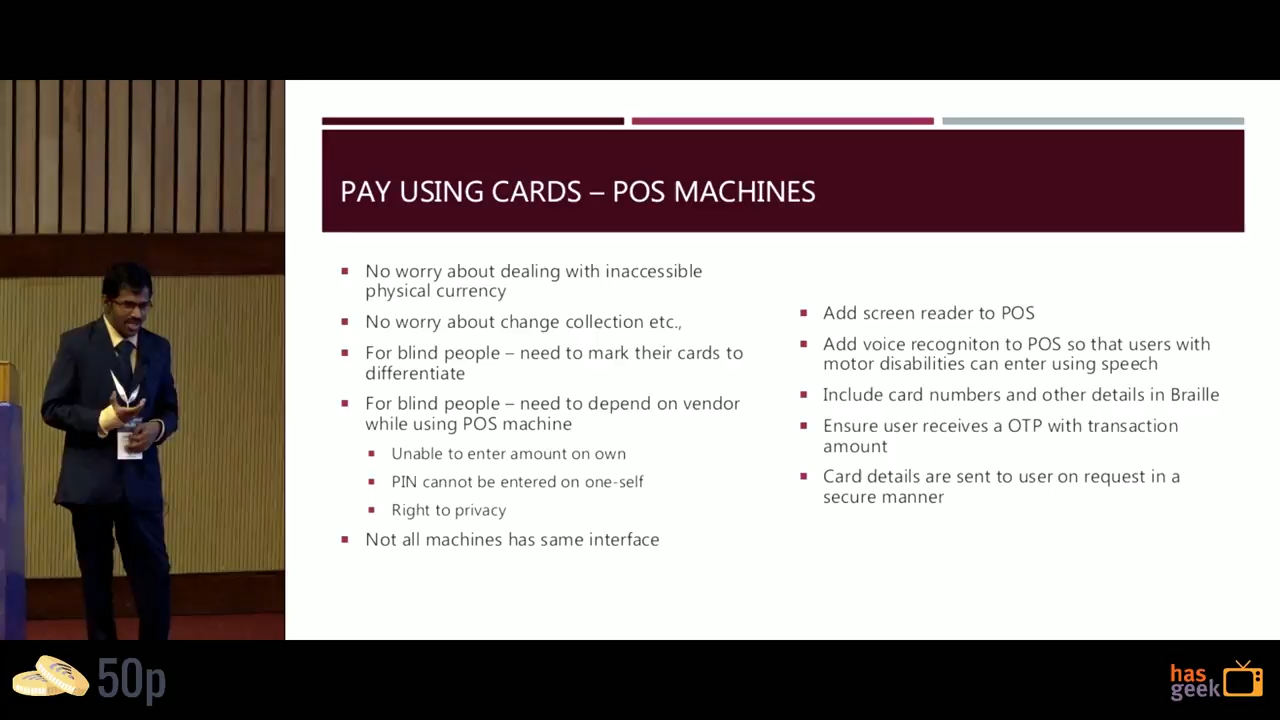 PAY USING CARDS – POS MACHINES
No worry about dealing with inaccessible
physical currency
No worry about change collection etc.,
For blind people – need to mark their cards to
differentiate
For blind people – need to depend on vendor
while using POS machine
Unable to enter amount on own
PIN cannot be entered on one-self
Right to privacy
Not all machines has same interface
Add screen reader to POS
Add voice recogniton to POS so that users with
motor disabilities can enter using speech
Include card numbers and other details in Braille
Ensure user receives a OTP with transaction
amount
Card details are sent to user on request in a
secure manner
50p
has
geek